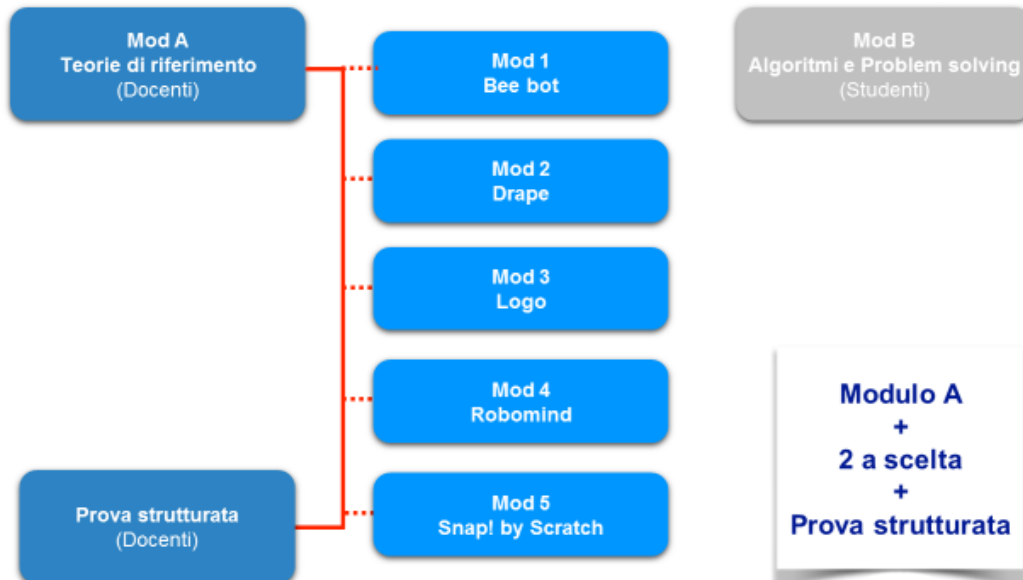 Mod A
Teorie di riferimento
(Docenti)
Mod 1
Bee bot
Mod B
Algoritmi e Problem solving
(Studenti)
Mod 2
Drape
Mod 3
Logo
Mod 4
Robomind
Modulo A
+
2 a scelta
+
Prova strutturata
Prova strutturata
(Docenti)
Mod 5
Snap! by Scratch